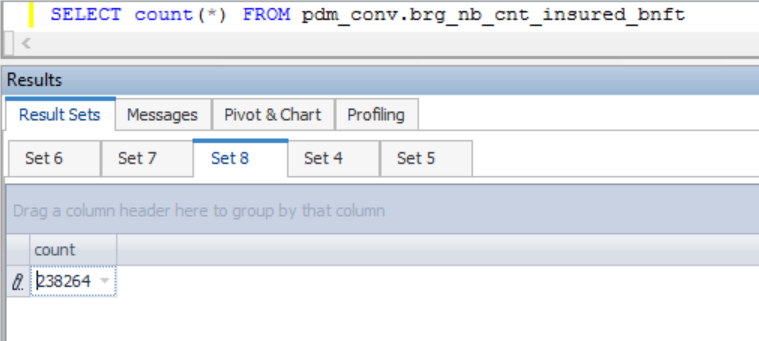 SELECT count(*) FROM pdm_conv.brg_nb_cnt_insured_bnft
Results
Result Sets Messages Pivot & Chart Profiling
Set 6 Set 7 Set 8 Set 4 Set 5
Drag a column header here to group by that column
count
238264